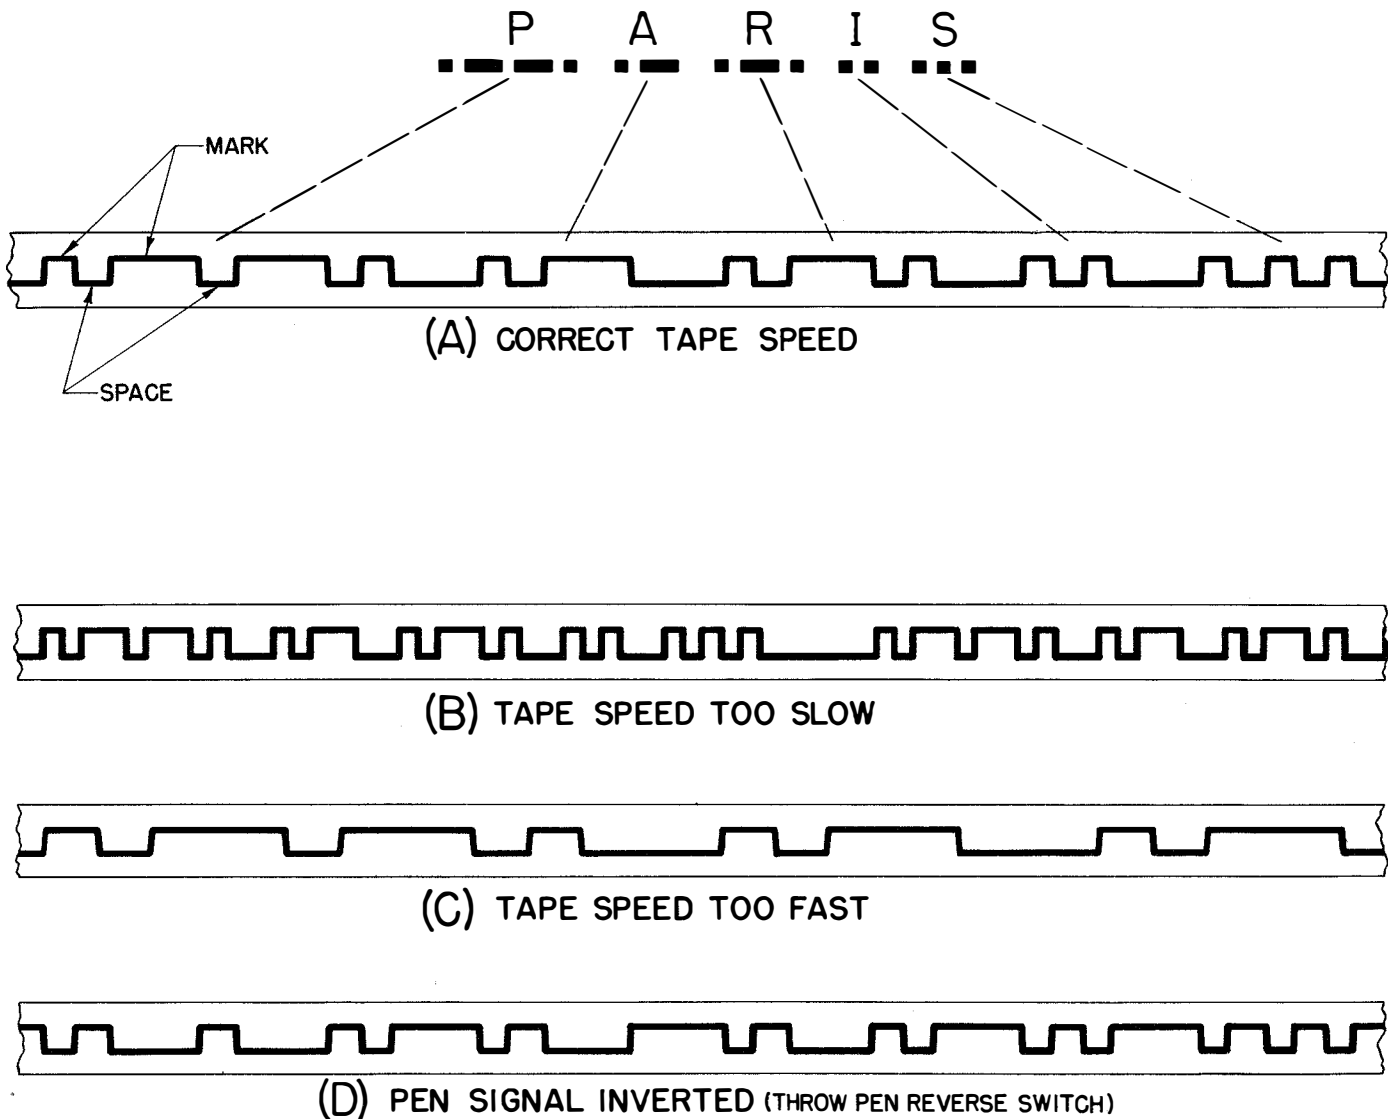 P A R I S
MARK
(A) CORRECT TAPE SPEED
SPACE
(B) TAPE SPEED TOO SLOW
(C) TAPE SPEED TOO FAST
(D) PEN SIGNAL INVERTED (THROW PEN REVERSE SWITCH)